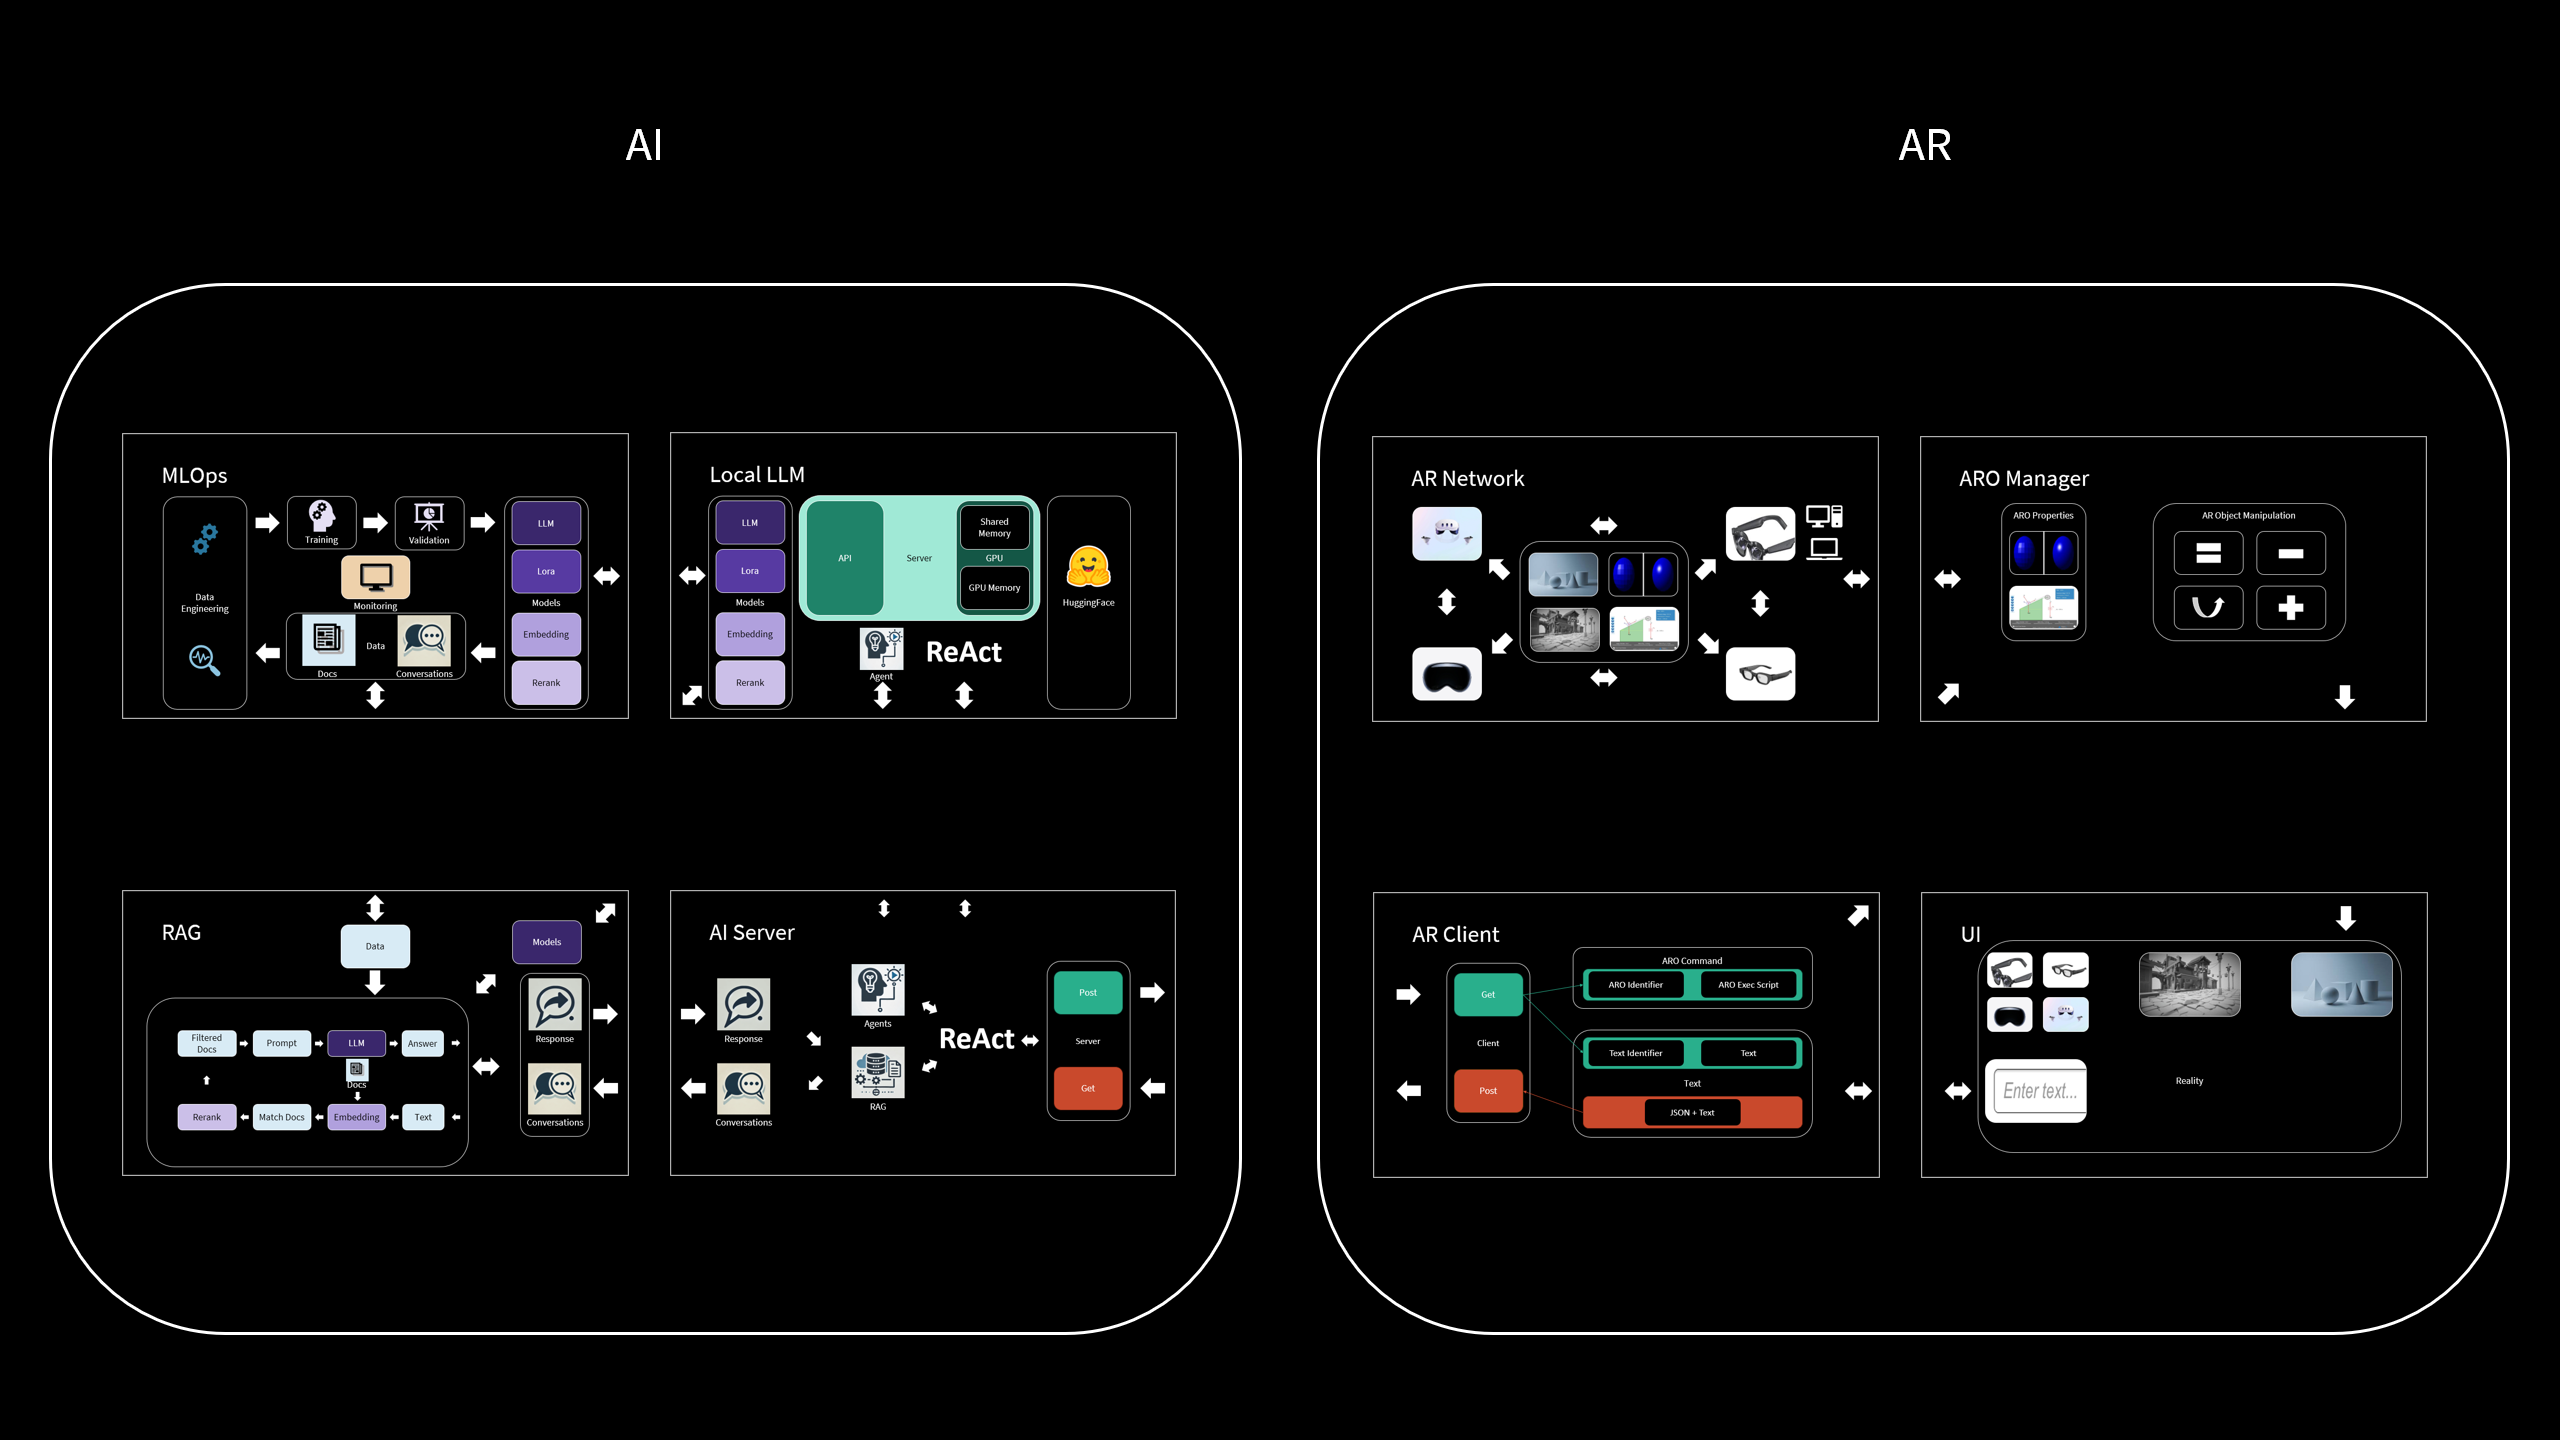 AI
AR
MLOps
Training
Validation
LLM
Lora
Models
Embedding
Rerank
Monitoring
Data
Engineering
Data
Docs
Conversations
Local LLM
LLM
Lora
Models
Embedding
Rerank
API
Server
Shared
Memory
GPU
GPU Memory
Agent
ReAct
HuggingFace
AR Network
ARO Manager
ARO Properties
AR Object Manipulation
RAG
Data
Models
Filtered
Docs
Prompt
LLM
Answer
Docs
Rerank
Match Docs
Embedding
Text
Response
Conversations
AI Server
Response
Conversations
Agents
RAG
ReAct
Post
Server
Get
AR Client
Get
Client
Post
ARO Command
ARO Identifier
ARO Exec Script
Text Identifier
Text
Text
JSON + Text
UI
Enter text...
Reality